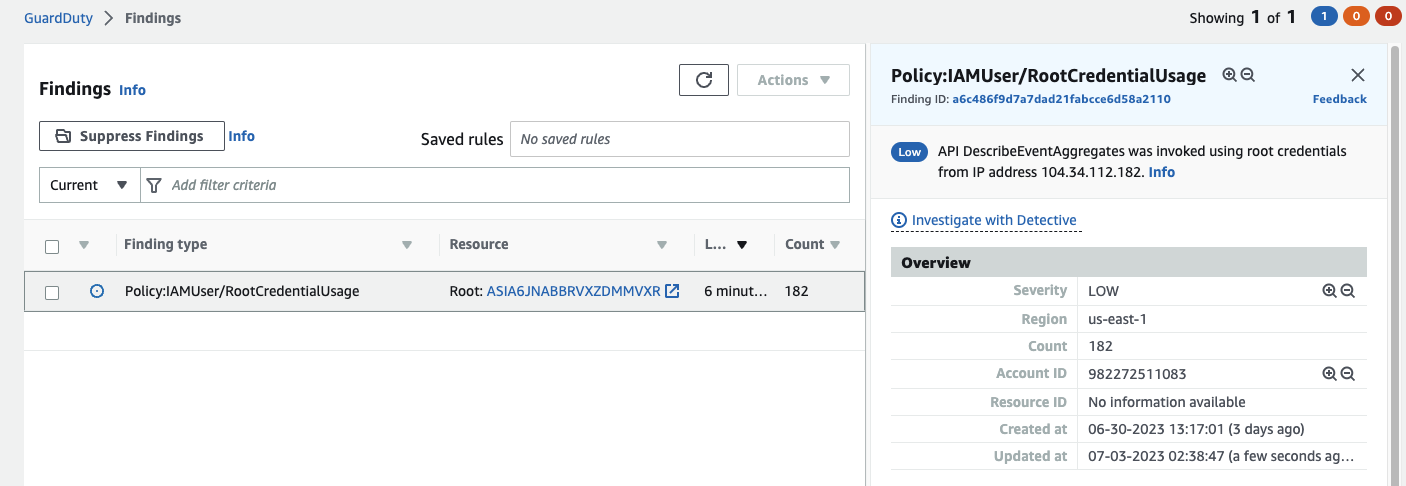 GuardDuty > Findings
Showing 1 of 1 1 0 0
Findings Info
Actions
Suppress Findings Info
Saved rules No saved rules
Current Add filter criteria
Finding type Resource L... Count
Policy:IAMUser/RootCredentialUsage Root: ASIA6JNABBRVXZDMMVXR 6 minut... 182
Policy:IAMUser/RootCredentialUsage
Finding ID: a6c486f9d7a7dad21fabcce6d58a2110 Feedback
Low API DescribeEventAggregates was invoked using root credentials
from IP address 104.34.112.182. Info
Investigate with Detective
Overview
Severity LOW
Region us-east-1
Count 182
Account ID 982272511083
Resource ID No information available
Created at 06-30-2023 13:17:01 (3 days ago)
Updated at 07-03-2023 02:38:47 (a few seconds ag...